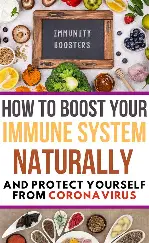 IMMUNITY
BOOSTERS
HOW TO BOOST YOUR
IMMUNE SYSTEM
NATURALLY
AND PROTECT YOURSELF
FROM CORONAVIRUS